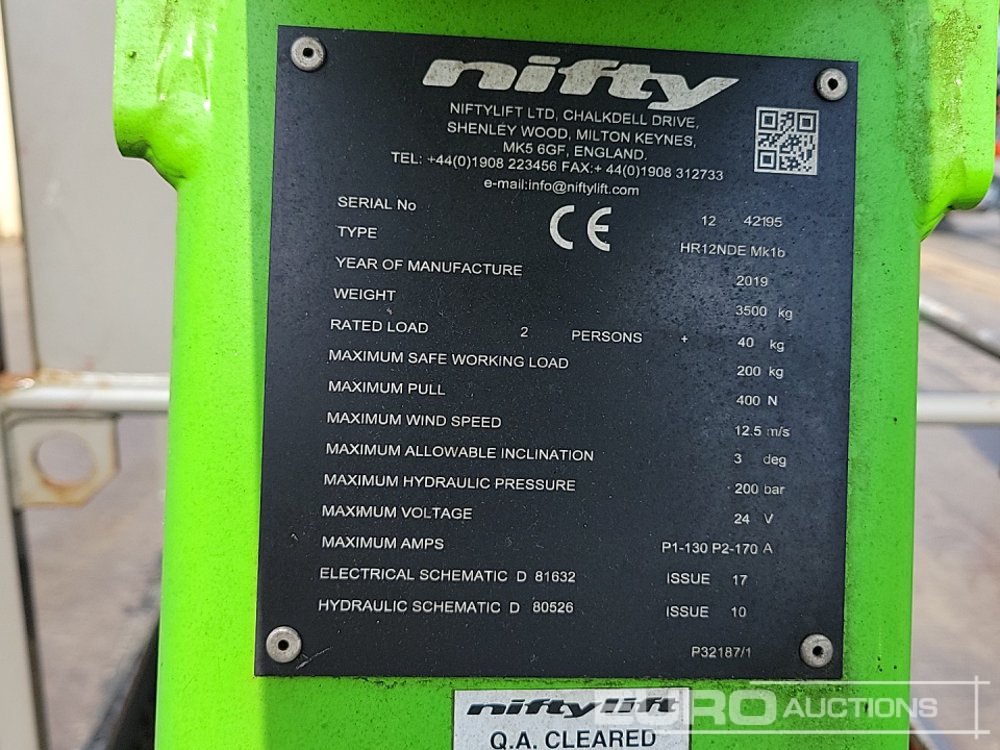 nifty
NIFTYLIFT LTD, CHALKDELL DRIVE,
SHENLEY WOOD, MILTON KEYNES,
MK5 6GF, ENGLAND.
TEL: +44(0)1908 223456 FAX:+ 44(0)1908 312733
e-mail:info@niftylift.com
CE
SERIAL No 12 42195
TYPE HR12NDE Mk1b
YEAR OF MANUFACTURE 2019
WEIGHT 3500 kg
RATED LOAD 2 PERSONS + 40 kg
MAXIMUM SAFE WORKING LOAD 200 kg
MAXIMUM PULL 400 N
MAXIMUM WIND SPEED 12.5 m/s
MAXIMUM ALLOWABLE INCLINATION 3 deg
MAXIMUM HYDRAULIC PRESSURE 200 bar
MAXIMUM VOLTAGE 24 V
MAXIMUM AMPS P1-130 P2-170 A
ELECTRICAL SCHEMATIC D 81632 ISSUE 17
HYDRAULIC SCHEMATIC D 80526 ISSUE 10
P32187/1
niftylift
Q.A. CLEARED
EURO AUCTIONS